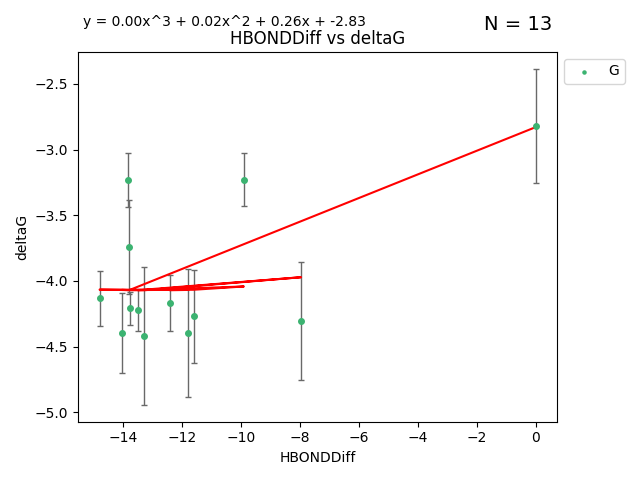 y = 0.00x^3 + 0.02x^2 + 0.26x + -2.83
N = 13
HBONDDiff vs deltaG
G
−2.5
−3.0
−3.5
−4.0
−4.5
−5.0
deltaG
−14 −12 −10 −8 −6 −4 −2 0
HBONDDiff